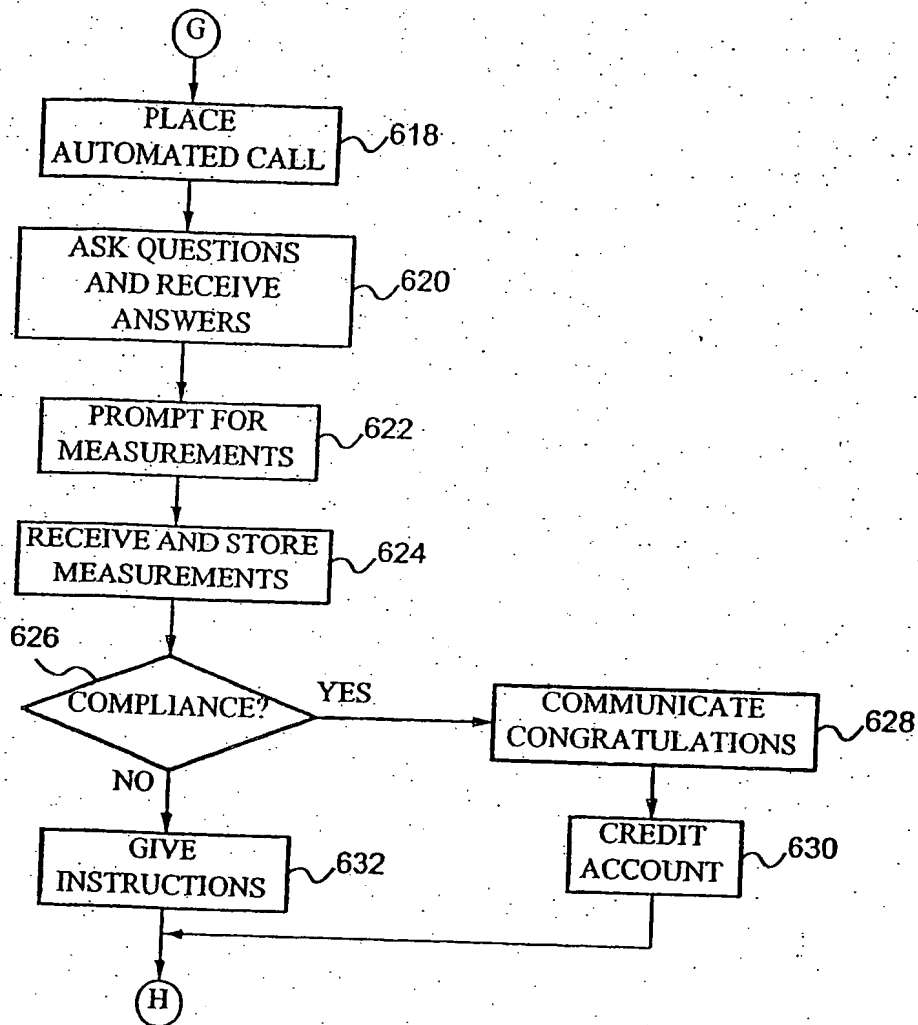 G
PLACE
AUTOMATED CALL
618
ASK QUESTIONS
AND RECEIVE
ANSWERS
620
PROMPT FOR
MEASUREMENTS
622
RECEIVE AND STORE
MEASUREMENTS
624
626
COMPLIANCE?
YES
COMMUNICATE
CONGRATULATIONS
628
NO
GIVE
INSTRUCTIONS
632
CREDIT
ACCOUNT
630
H